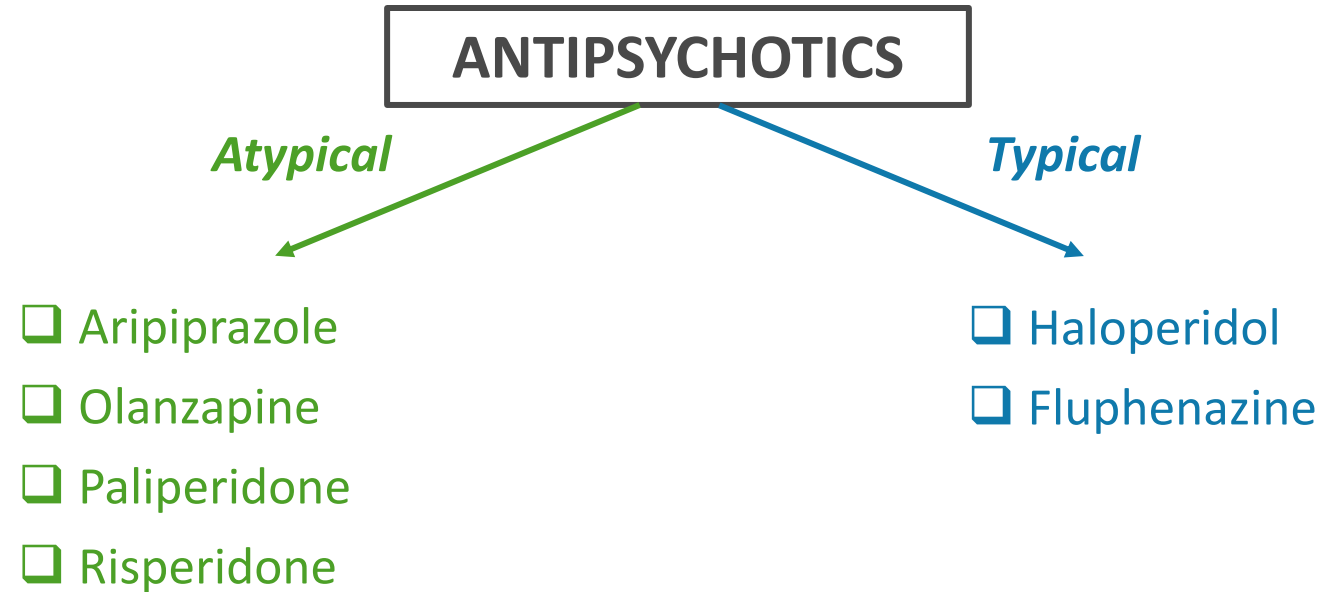 ANTIPSYCHOTICS
Atypical
Typical
Aripiprazole
Olanzapine
Paliperidone
Risperidone
Haloperidol
Fluphenazine